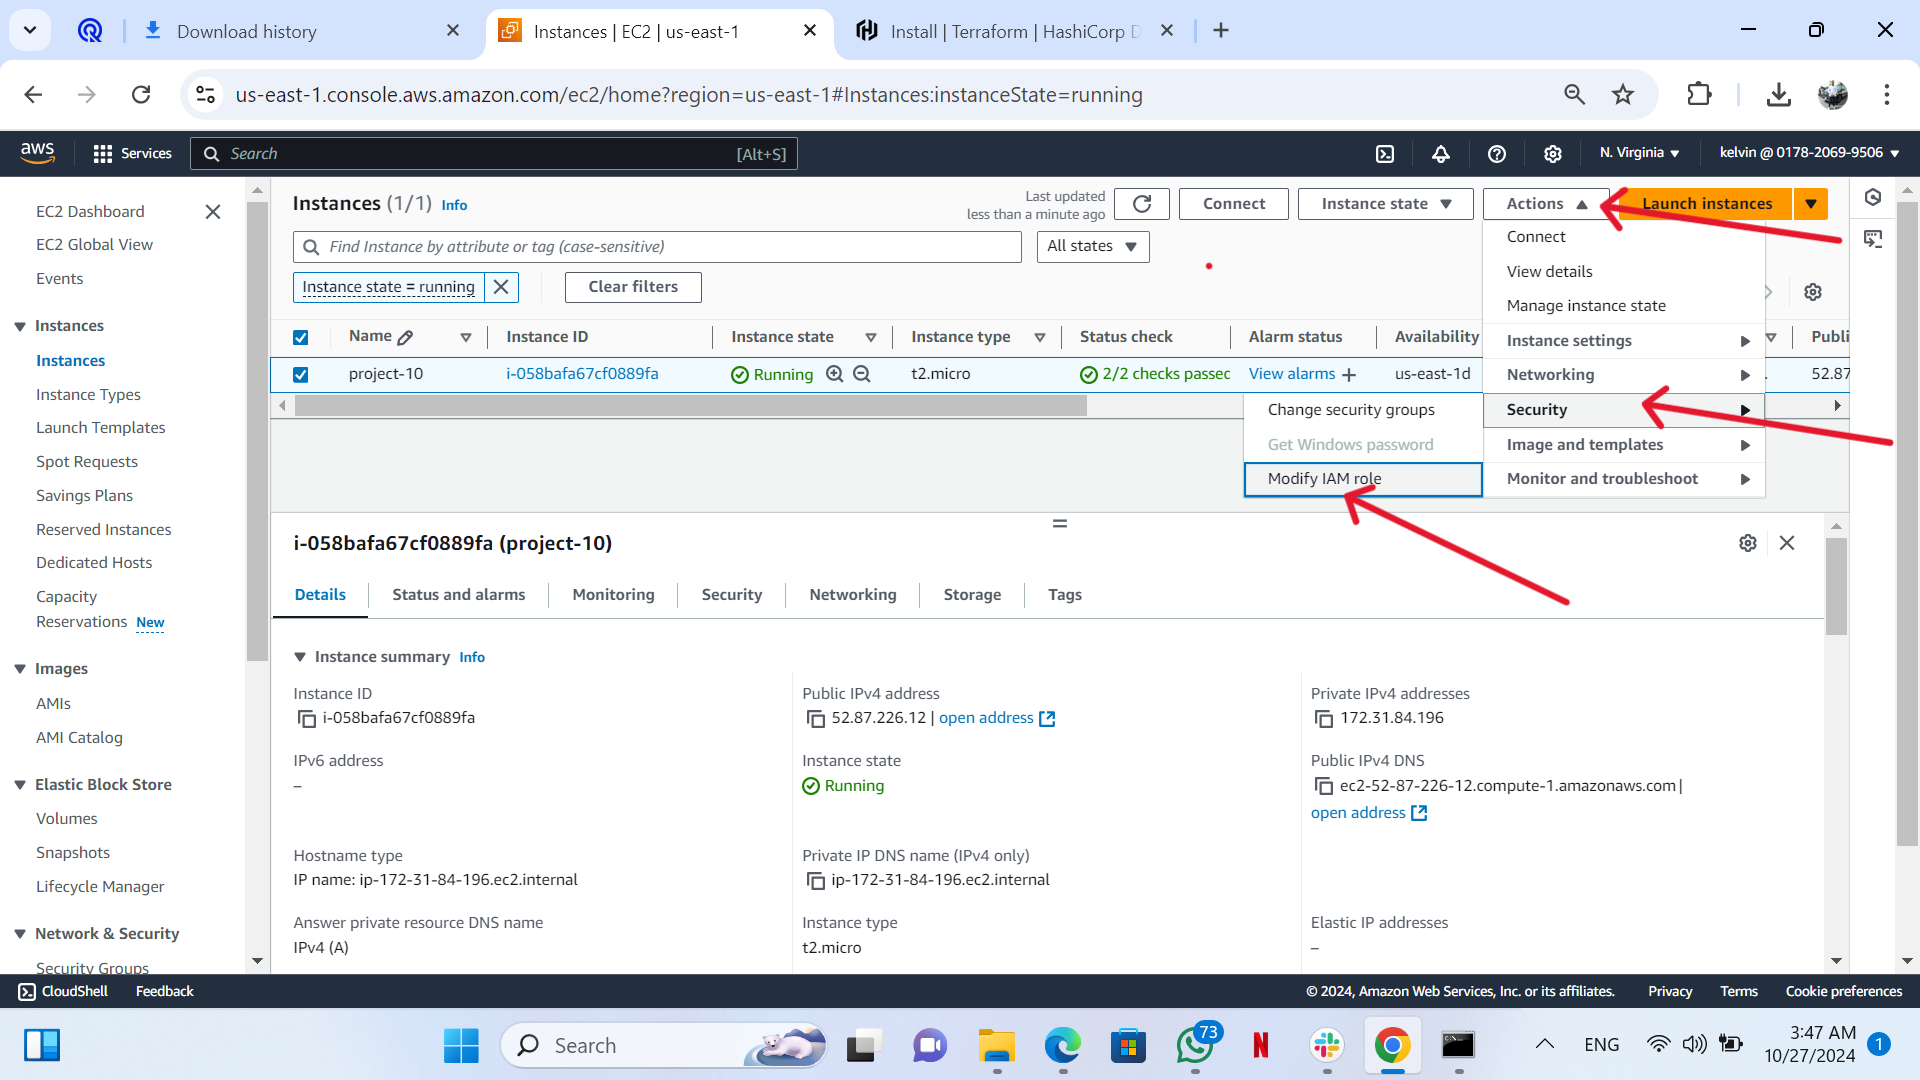 Download history
Instances | EC2 | us-east-1
Install | Terraform | HashiCorp D
us-east-1.console.aws.amazon.com/ec2/home?region=us-east-1#Instances:instanceState=running
aws
Services
Search
[Alt+S]
N. Virginia
kelvin @ 0178-2069-9506
EC2 Dashboard
EC2 Global View
Events
Instances
Instances
Instance Types
Launch Templates
Spot Requests
Savings Plans
Reserved Instances
Dedicated Hosts
Capacity
Reservations New
Images
AMIs
AMI Catalog
Elastic Block Store
Volumes
Snapshots
Lifecycle Manager
Network & Security
Security Groups
Instances (1/1) Info
Last updated
less than a minute ago
Connect
Instance state
Actions
Launch instances
Find Instance by attribute or tag (case-sensitive)
All states
Instance state = running
Clear filters
Name
Instance ID
Instance state
Instance type
Status check
Alarm status
Availability
Publi
project-10
i-058bafa67cf0889fa
Running
t2.micro
2/2 checks passec
View alarms
us-east-1d
52.87
Connect
View details
Manage instance state
Instance settings
Networking
Security
Image and templates
Monitor and troubleshoot
Change security groups
Get Windows password
Modify IAM role
i-058bafa67cf0889fa (project-10)
Details
Status and alarms
Monitoring
Security
Networking
Storage
Tags
Instance summary Info
Instance ID
i-058bafa67cf0889fa
Public IPv4 address
52.87.226.12 | open address
Private IPv4 addresses
172.31.84.196
IPv6 address
–
Instance state
Running
Public IPv4 DNS
ec2-52-87-226-12.compute-1.amazonaws.com |
open address
Hostname type
IP name: ip-172-31-84-196.ec2.internal
Private IP DNS name (IPv4 only)
ip-172-31-84-196.ec2.internal
Answer private resource DNS name
IPv4 (A)
Instance type
t2.micro
Elastic IP addresses
–
CloudShell
Feedback
© 2024, Amazon Web Services, Inc. or its affiliates.
Privacy
Terms
Cookie preferences
Search
73
N
ENG
3:47 AM
10/27/2024
1